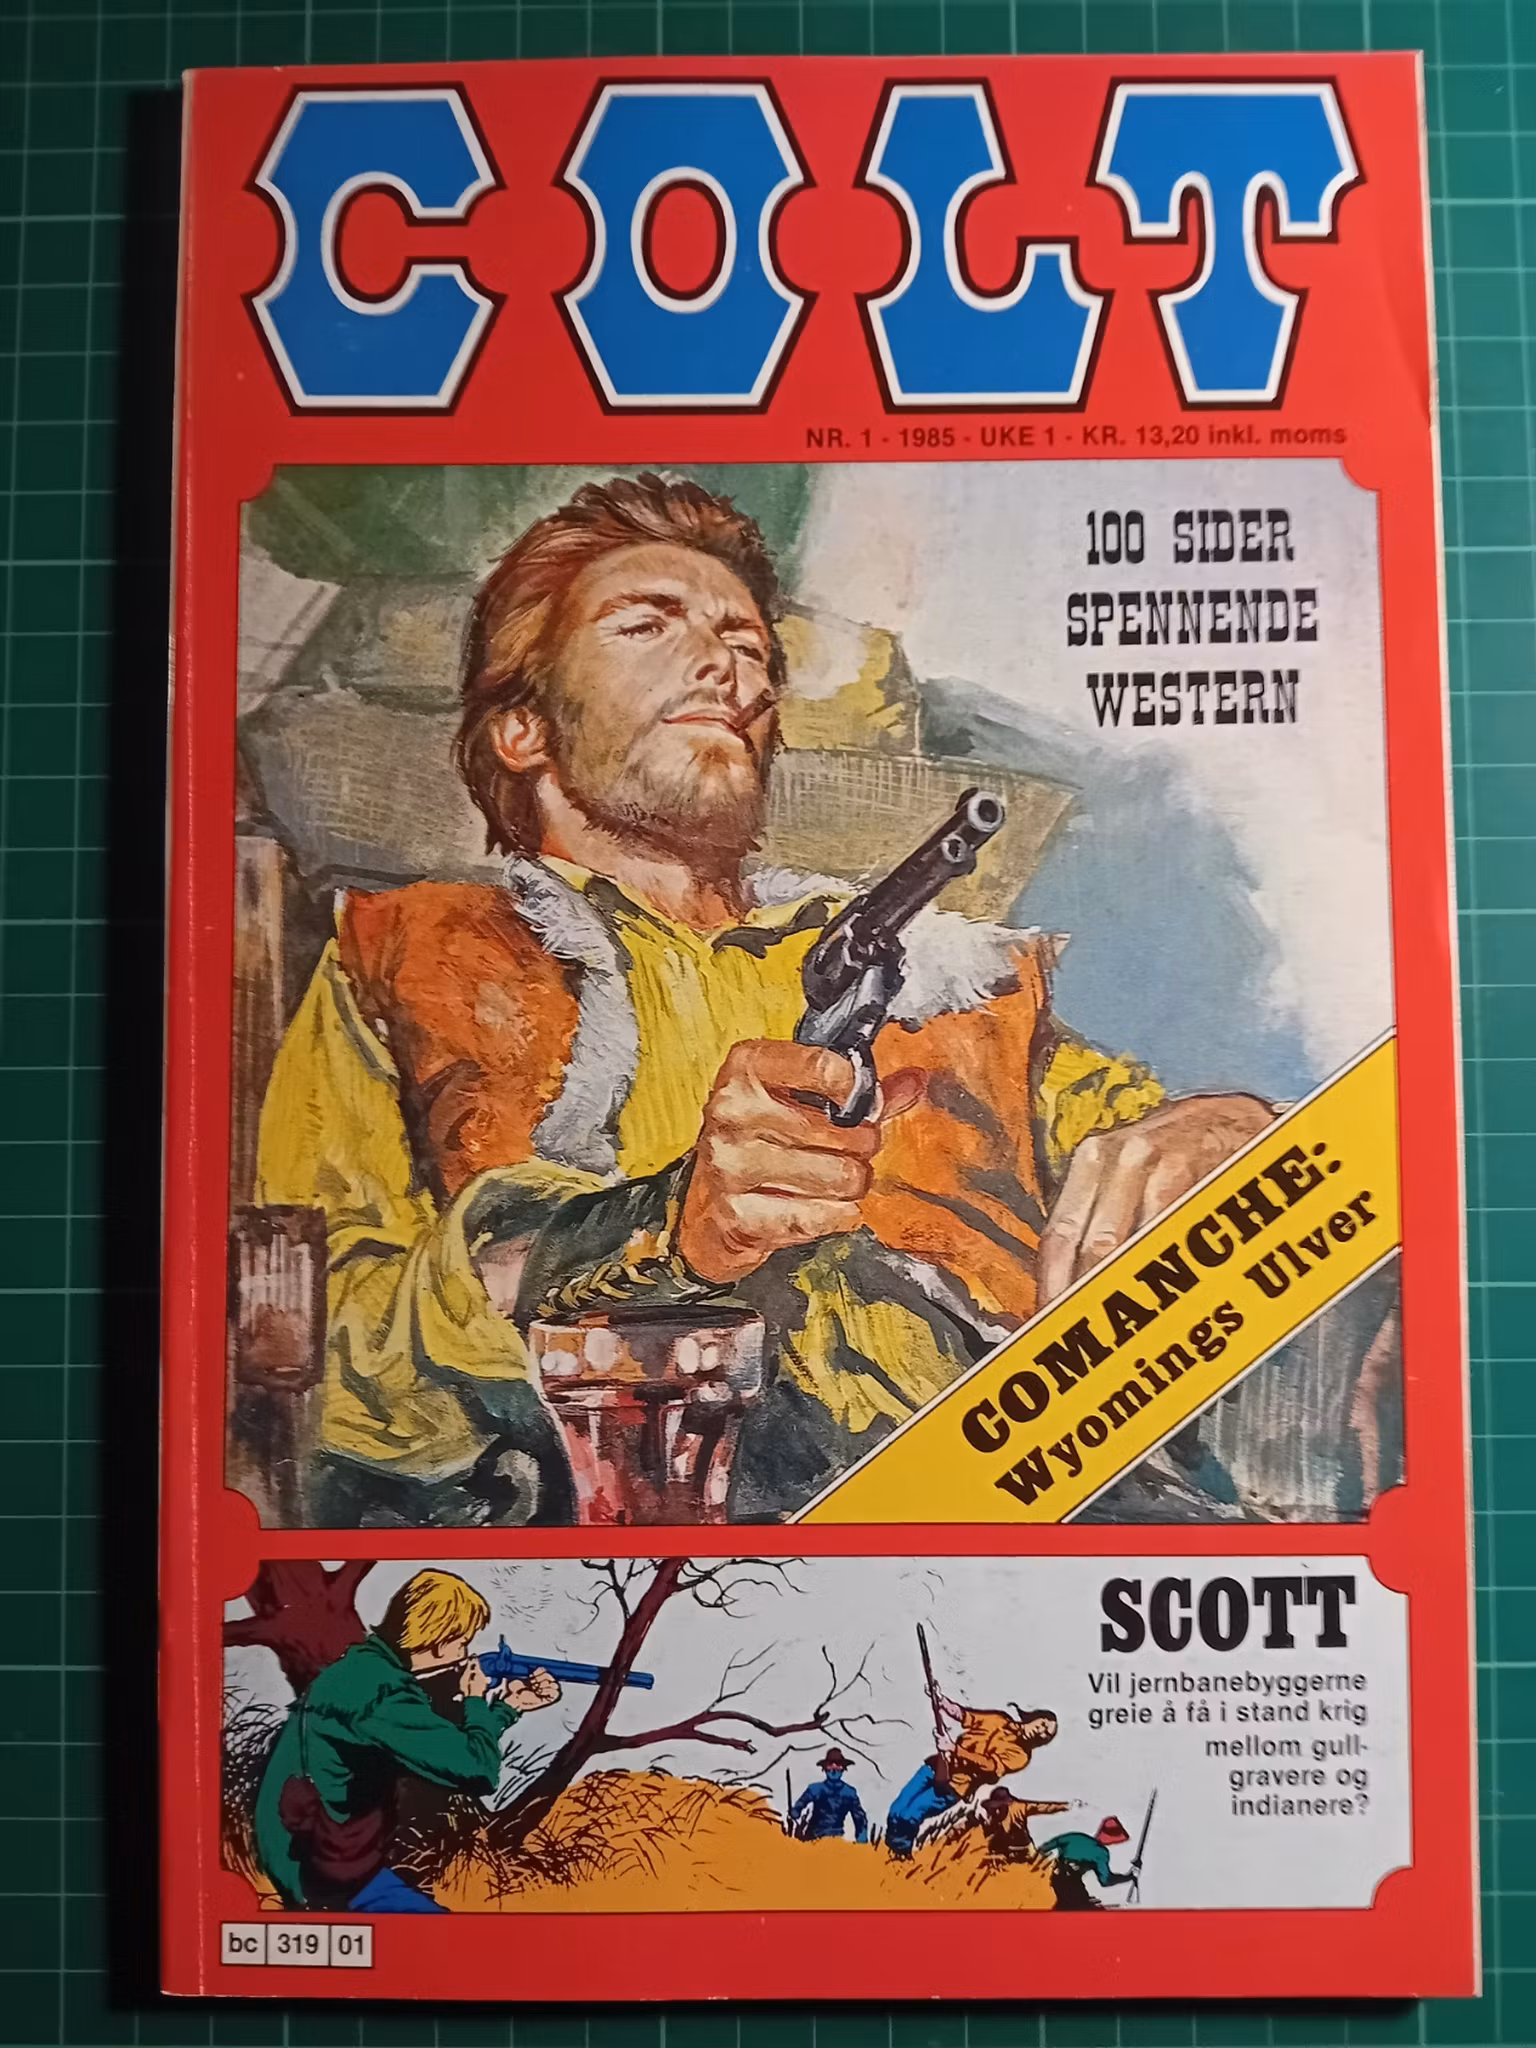 COLT
NR. 1 - 1985 - UKE 1 - KR. 13,20 inkl. moms
100 SIDER
SPENNENDE
WESTERN
COMANCHE:
Wyomings Ulver
SCOTT
Vil jernbanebyggerne
greie å få i stand krig
mellom gull-
gravere og
indianere?
bc 319 01